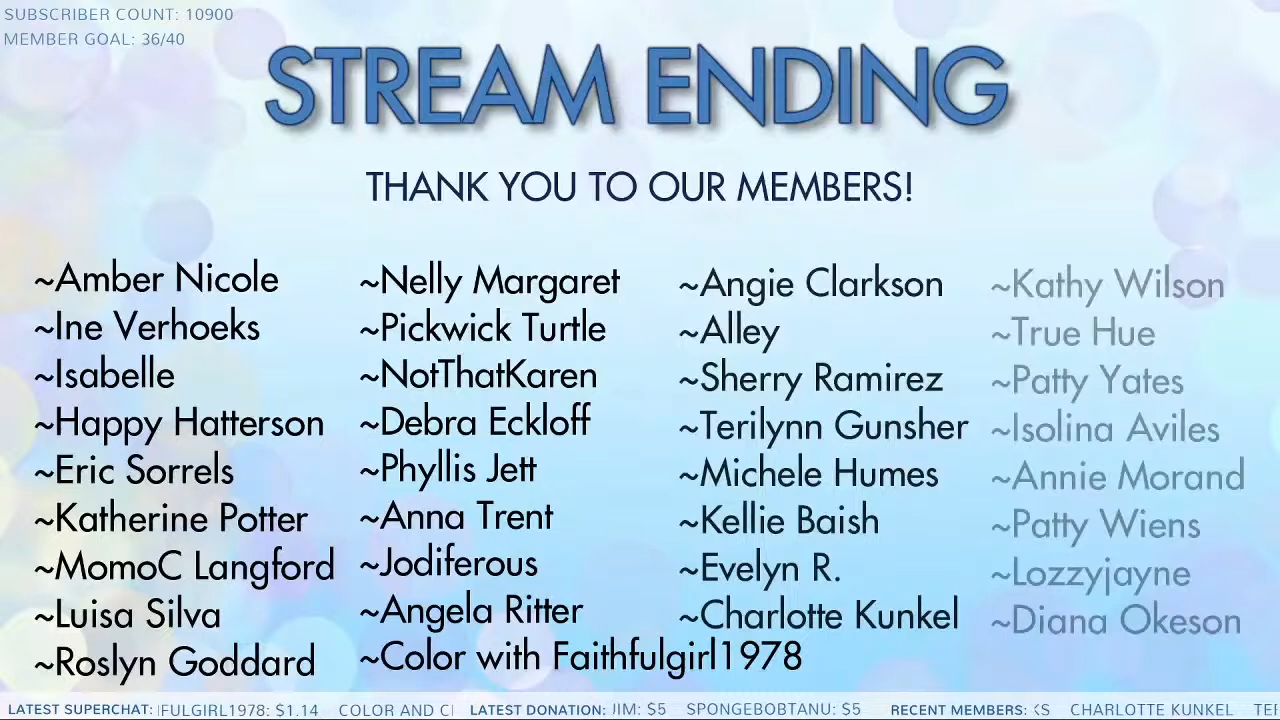 SUBSCRIBER COUNT: 10900
MEMBER GOAL: 36/40
STREAM ENDING
THANK YOU TO OUR MEMBERS!
~Amber Nicole
~Ine Verhoeks
~Isabelle
~Happy Hatterson
~Eric Sorrels
~Katherine Potter
~MomoC Langford
~Luisa Silva
~Roslyn Goddard
~Nelly Margaret
~Pickwick Turtle
~NotThatKaren
~Debra Eckloff
~Phyllis Jett
~Anna Trent
~Jodiferous
~Angela Ritter
~Color with Faithfulgirl1978
~Angie Clarkson
~Alley
~Sherry Ramirez
~Terilynn Gunsher
~Michele Humes
~Kellie Baish
~Evelyn R.
~Charlotte Kunkel
~Kathy Wilson
~True Hue
~Patty Yates
~Isolina Aviles
~Annie Morand
~Patty Wiens
~Lozzyjayne
~Diana Okeson
LATEST SUPERCHAT: FULGIRL1978: $1.14 COLOR AND LATEST DONATION: JIM: $5 SPONGEBOBTANU: $5 RECENT MEMBERS: CHARLOTTE KUNKEL